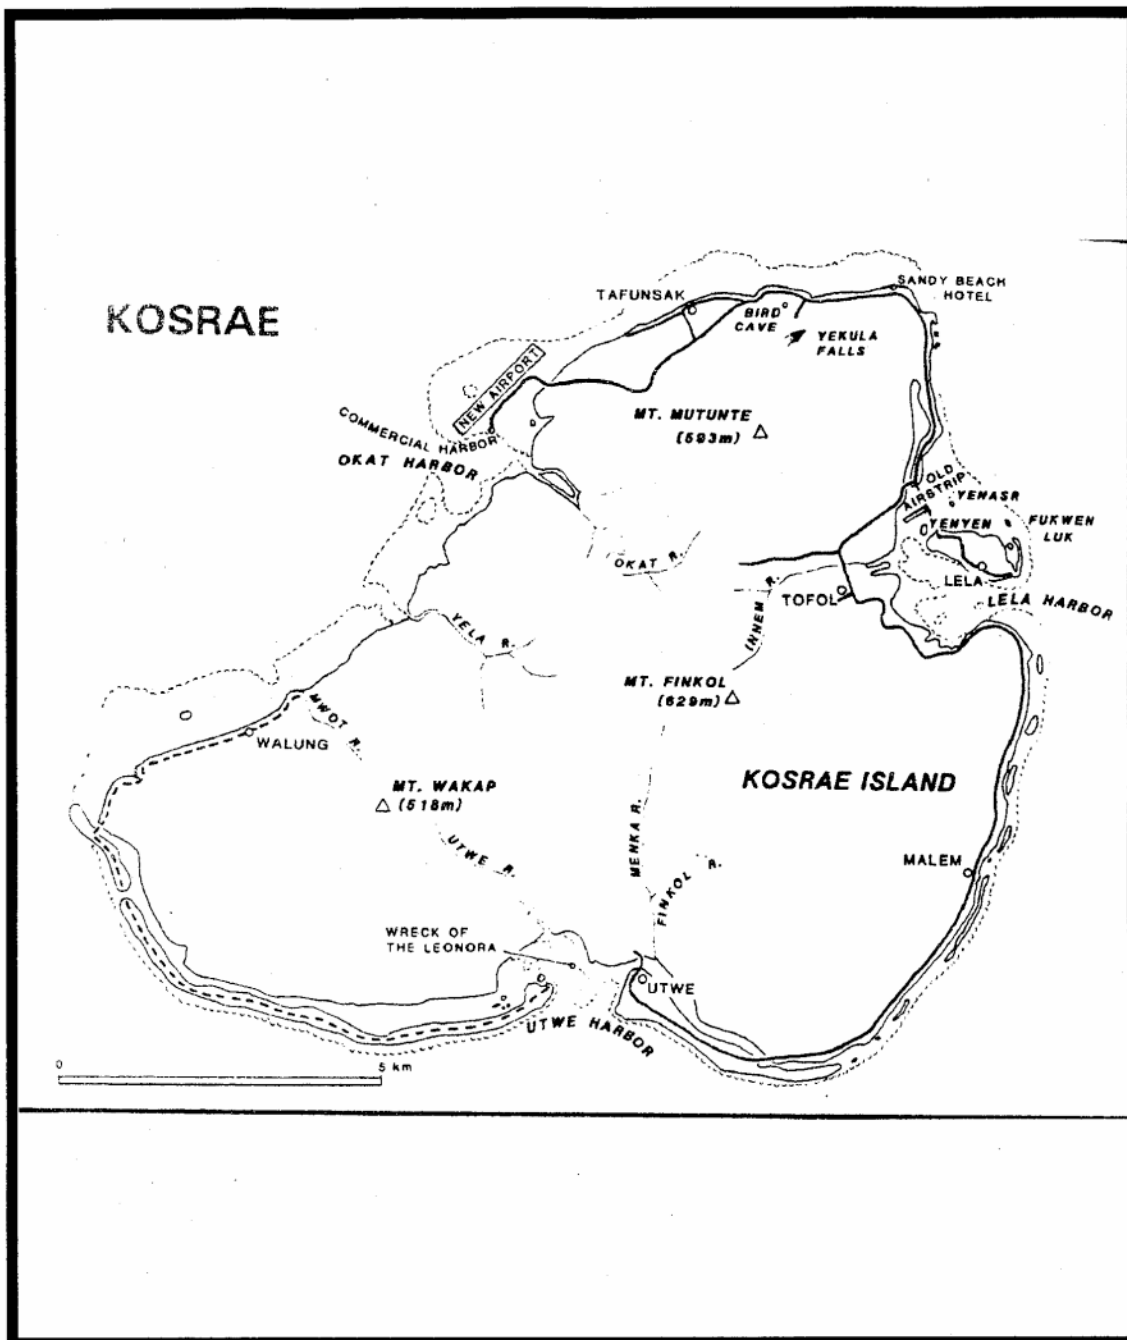 KOSRAE
TAFUNSAK
SANDY BEACH
HOTEL
BIRD
CAVE
YEKULA
FALLS
NEW AIRPORT
COMMERCIAL HARBOR
OKAT HARBOR
MT. MUTUNTE
(593m)
OLD
AIRSTRIP
YENASR
YENYEN
FUKWEN
LUK
LELA
LELA HARBOR
OKAT R.
INNEM R.
TOFOL
YELA R.
MT. FINKOL
(629m)
MWOT R.
WALUNG
MT. WAKAP
(518m)
KOSRAE ISLAND
UTWE R.
MENKA R.
FINKOL R.
MALEM
WRECK OF
THE LEONORA
UTWE
UTWE HARBOR
0 5 km